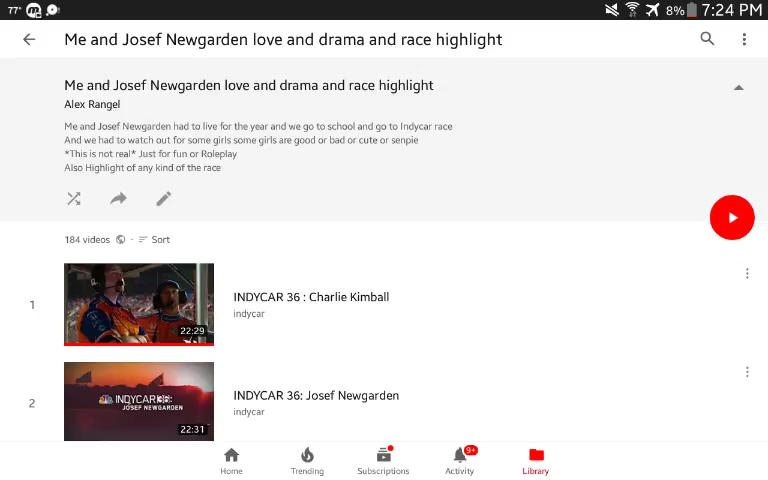 77°
8% 7:24 PM
Me and Josef Newgarden love and drama and race highlight
Me and Josef Newgarden love and drama and race highlight
Alex Rangel
Me and Josef Newgarden had to live for the year and we go to school and go to Indycar race
And we had to watch out for some girls some girls are good or bad or cute or senpie
*This is not real* Just for fun or Roleplay
Also Highlight of any kind of the race
184 videos · Sort
1
22:29
INDYCAR 36 : Charlie Kimball
indycar
2
INDYCAR 36:
JOSEF NEWGARDEN
22:31
INDYCAR 36: Josef Newgarden
indycar
9+
Home Trending Subscriptions Activity Library